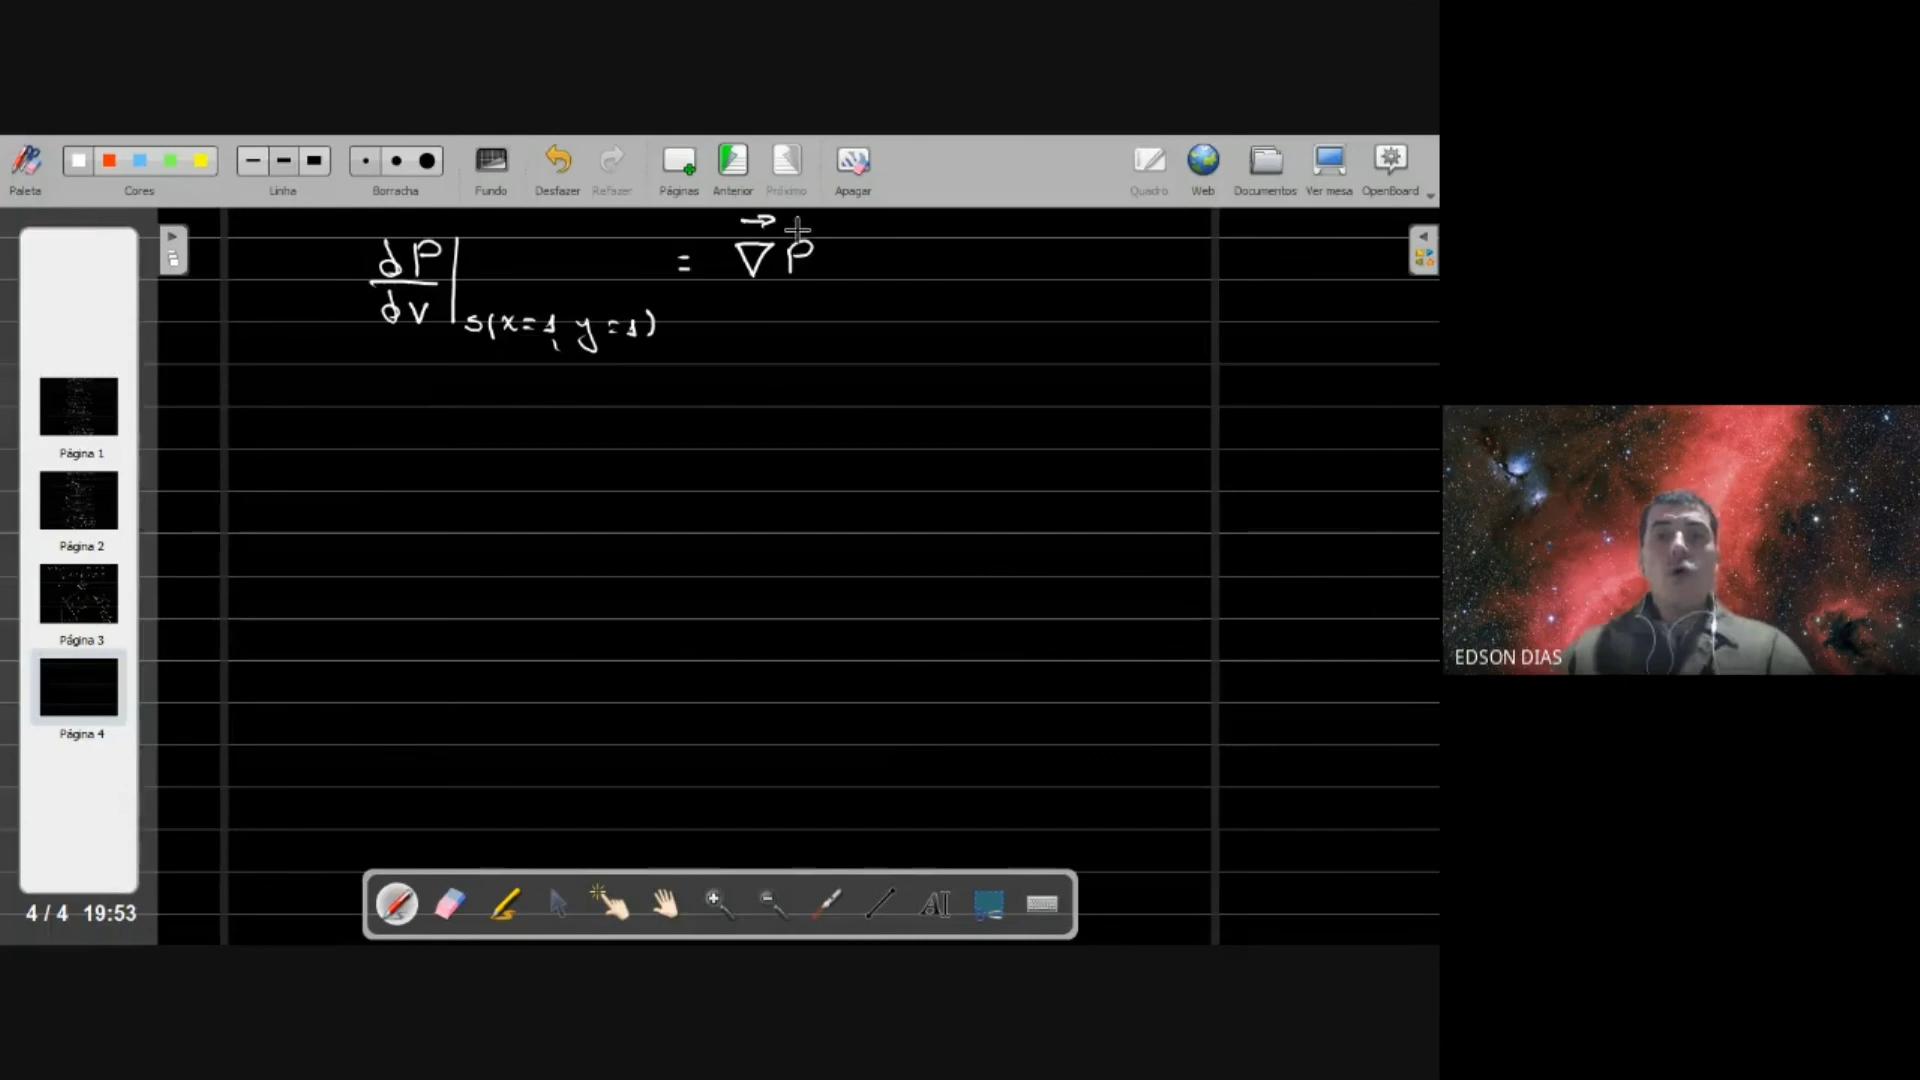 Paleta Cores Linha Borracha Fundo Desfazer Refazer Páginas Anterior Próximo Apagar Quadro Web Documentos Ver mesa OpenBoard
dP/dv|s(x=1, y=1) = ∇⃗ P
Página 1
Página 2
Página 3
Página 4
4 / 4 19:53
AI
EDSON DIAS